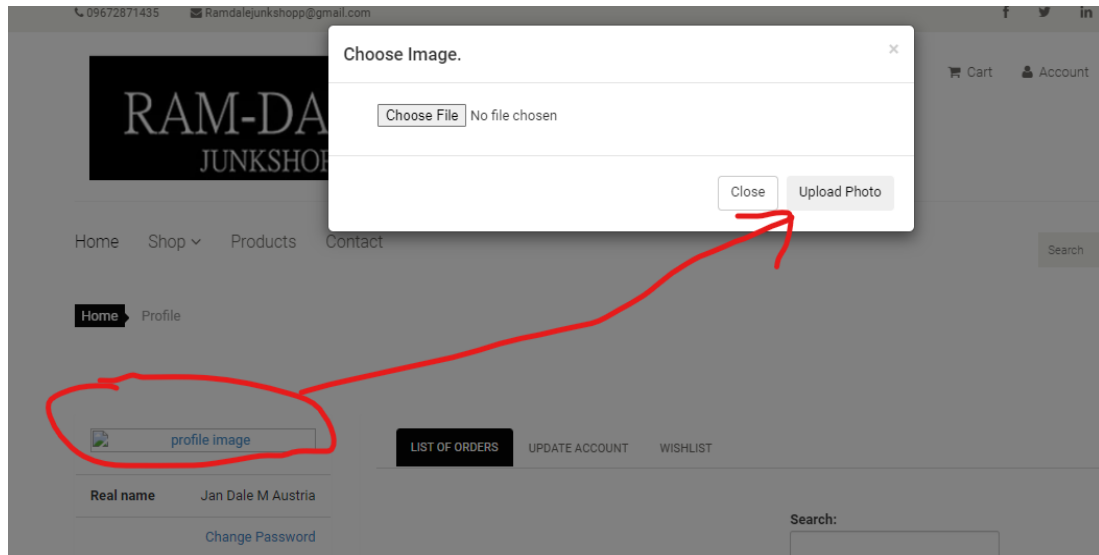 09672871435 Ramdalejunkshopp@gmail.com
Choose Image. ×
Cart Account
RAM-DA
JUNKSHOP
Choose File No file chosen
Close Upload Photo
Home Shop Products Contact
Search
Home Profile
profile image
LIST OF ORDERS UPDATE ACCOUNT WISHLIST
Real name Jan Dale M Austria
Change Password
Search: